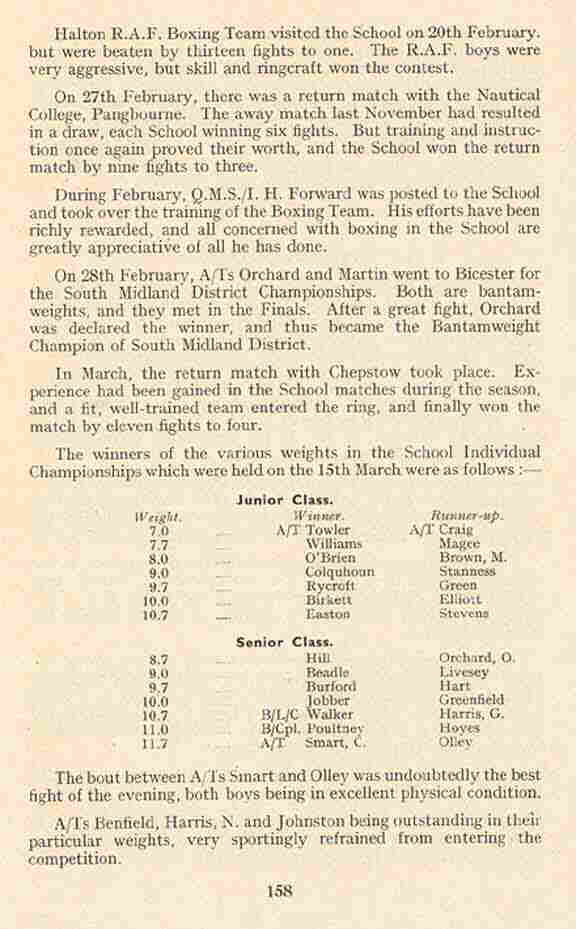 Halton R.A.F. Boxing Team visited the School on 20th February.
but were beaten by thirteen fights to one. The R.A.F. boys were
very aggressive, but skill and ringcraft won the contest.
On 27th February, there was a return match with the Nautical
College, Pangbourne. The away match last November had resulted
in a draw, each School winning six fights. But training and instruc-
tion once again proved their worth, and the School won the return
match by nine fights to three.
During February, Q.M.S./I. H. Forward was posted to the School
and took over the training of the Boxing Team. His efforts have been
richly rewarded, and all concerned with boxing in the School are
greatly appreciative of all he has done.
On 28th February, A/Ts Orchard and Martin went to Bicester for
the South Midland District Championships. Both are bantam-
weights, and they met in the Finals. After a great fight, Orchard
was declared the winner, and thus became the Bantamweight
Champion of South Midland District.
In March, the return match with Chepstow took place. Ex-
perience had been gained in the School matches during the season,
and a fit, well-trained team entered the ring, and finally won the
match by eleven fights to four.
The winners of the various weights in the School Individual
Championships which were held on the 15th March were as follows :—
Junior Class.
Weight. Winner. Runner-up.
7.0 .... A/T Towler A/T Craig
7.7 .... Williams Magee
8.0 .... O'Brien Brown, M.
9.0 .... Colquhoun Stanness
9.7 .... Rycroft Green
10.0 .... Birkett Elliott
10.7 .... Easton Stevens
Senior Class.
8.7 .... Hill Orchard, O.
9.0 .... Beadle Livesey
9.7 .... Burford Hart
10.0 .... Jobber Greenfield
10.7 .... B/L/C Walker Harris, G.
11.0 .... B/Cpl. Poultney Hoyes
11.7 .... A/T Smart, C. Olley
The bout between A/Ts Smart and Olley was undoubtedly the best
fight of the evening, both boys being in excellent physical condition.
A/Ts Benfield, Harris, N. and Johnston being outstanding in their
particular weights, very sportingly refrained from entering the
competition.
158